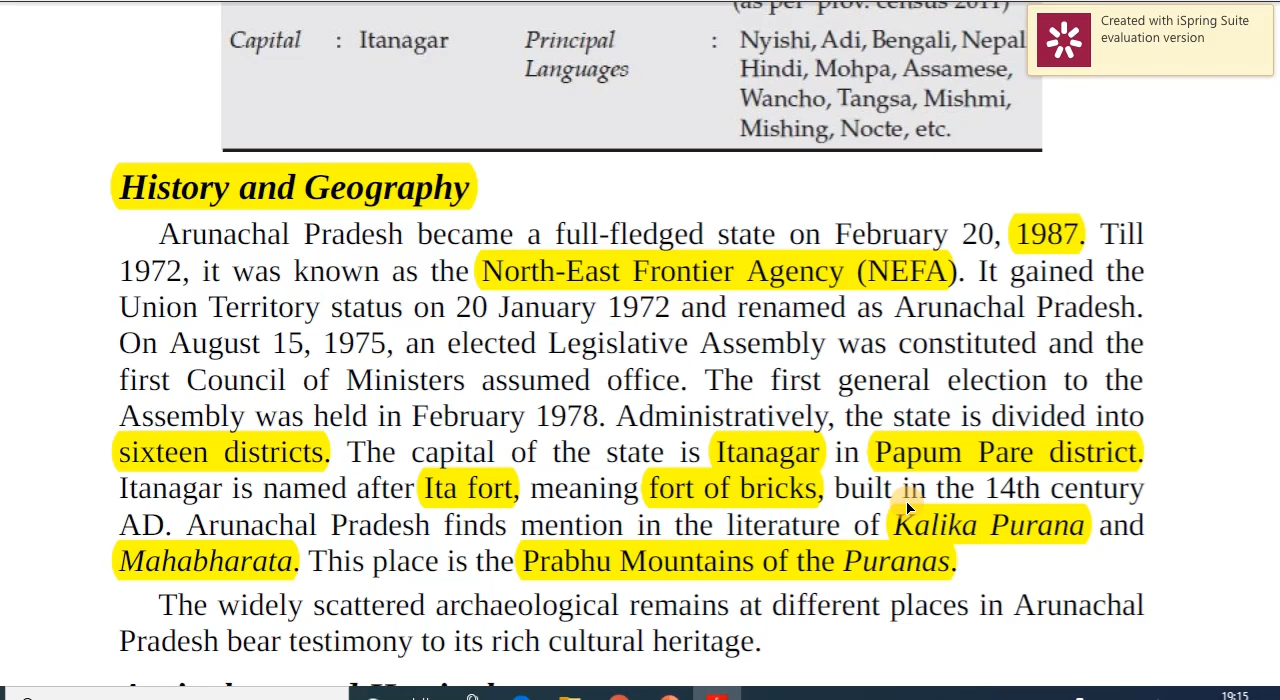 (as per prov. census 2011)
Capital : Itanagar Principal Languages : Nyishi, Adi, Bengali, Nepal
Hindi, Mohpa, Assamese,
Wancho, Tangsa, Mishmi,
Mishing, Nocte, etc.
Created with iSpring Suite
evaluation version
History and Geography
Arunachal Pradesh became a full-fledged state on February 20, 1987. Till
1972, it was known as the North-East Frontier Agency (NEFA). It gained the
Union Territory status on 20 January 1972 and renamed as Arunachal Pradesh.
On August 15, 1975, an elected Legislative Assembly was constituted and the
first Council of Ministers assumed office. The first general election to the
Assembly was held in February 1978. Administratively, the state is divided into
sixteen districts. The capital of the state is Itanagar in Papum Pare district.
Itanagar is named after Ita fort, meaning fort of bricks, built in the 14th century
AD. Arunachal Pradesh finds mention in the literature of Kalika Purana and
Mahabharata. This place is the Prabhu Mountains of the Puranas.
The widely scattered archaeological remains at different places in Arunachal
Pradesh bear testimony to its rich cultural heritage.
19:15